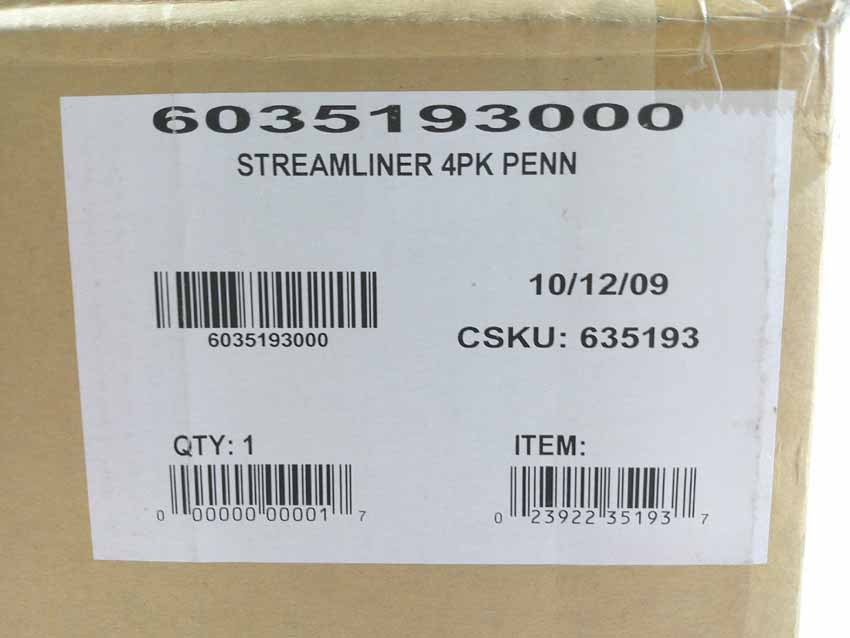 6035193000
STREAMLINER 4PK PENN
10/12/09
6035193000
CSKU: 635193
QTY: 1
ITEM:
0 00000 00001 7
0 23922 35193 7